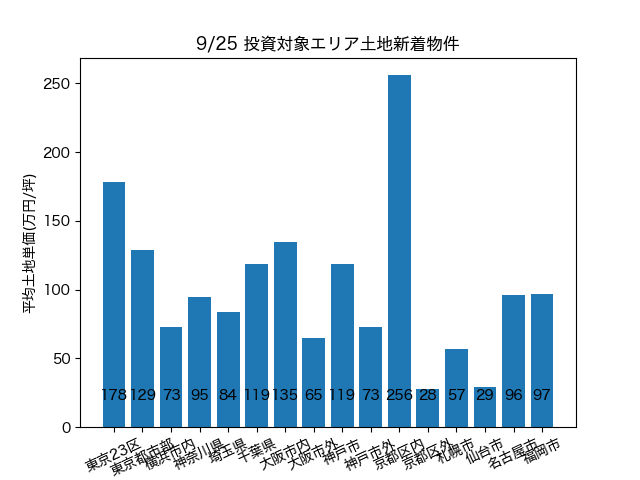 9/25 投資対象エリア土地新着物件
平均土地単価(万円/坪)
250
200
150
100
50
0
178 129 73 95 84 119 135 65 119 73 256 28 57 29 96 97
東京23区 東京都市部 横浜市内 神奈川県 埼玉県 千葉県 大阪市内 大阪市外 神戸市 神戸市外 京都区内 京都区外 札幌市 仙台市 名古屋市 福岡市